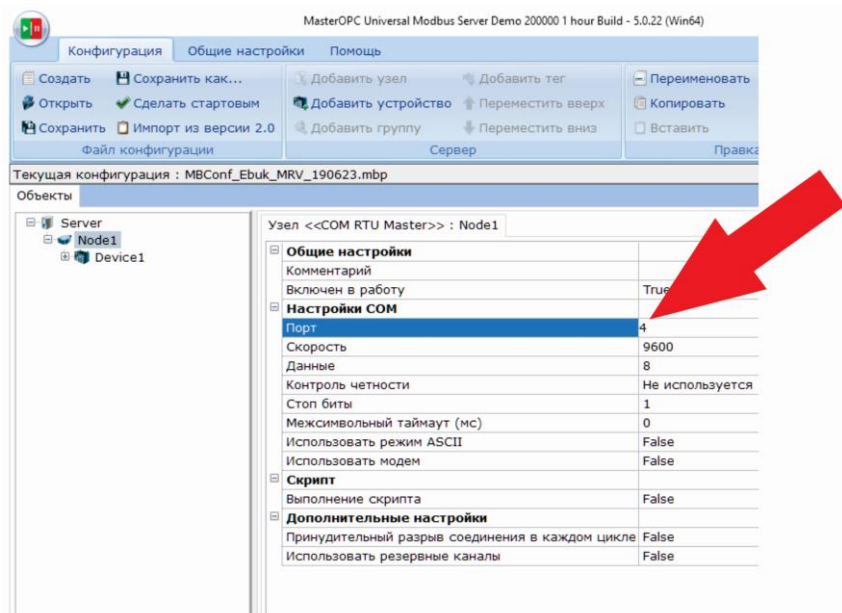 MasterOPC Universal Modbus Server Demo 200000 1 hour Build - 5.0.22 (Win64)
Конфигурация Общие настройки Помощь
Создать Сохранить как... Добавить узел Добавить тег Переименовать
Открыть Сделать стартовым Добавить устройство Переместить вверх Копировать
Сохранить Импорт из версии 2.0 Добавить группу Переместить вниз Вставить
Файл конфигурации Сервер Правка
Текущая конфигурация : MBConf_Ebuk_MRV_190623.mbp
Объекты
Server
Node1
Device1
Узел <<COM RTU Master>> : Node1
Общие настройки
Комментарий
Включен в работу True
Настройки COM
Порт 4
Скорость 9600
Данные 8
Контроль четности Не используется
Стоп биты 1
Межсимвольный таймаут (мс) 0
Использовать режим ASCII False
Использовать модем False
Скрипт
Выполнение скрипта False
Дополнительные настройки
Принудительный разрыв соединения в каждом цикле False
Использовать резервные каналы False